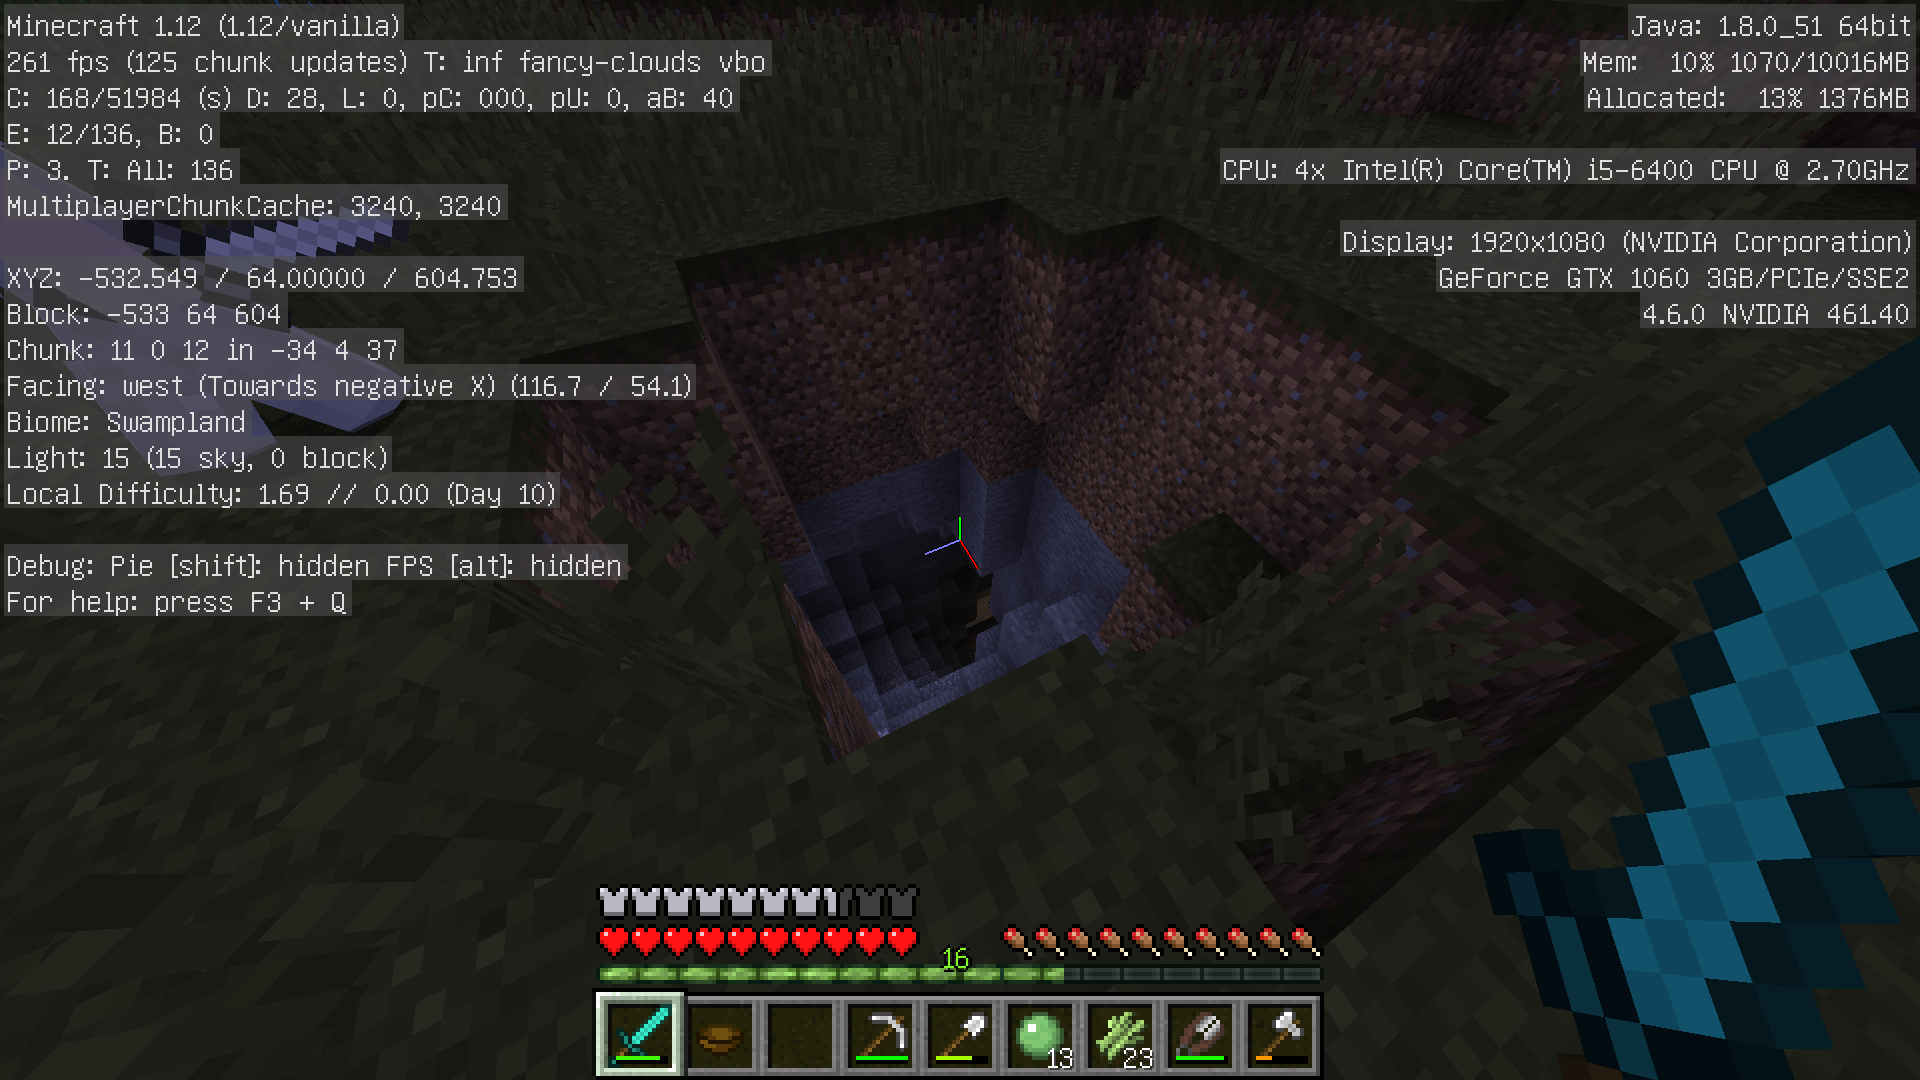 Minecraft 1.12 (1.12/vanilla)
261 fps (125 chunk updates) T: inf fancy-clouds vbo
C: 168/51984 (s) D: 28, L: 0, pC: 000, pU: 0, aB: 40
E: 12/136, B: 0
P: 3. T: All: 136
MultiplayerChunkCache: 3240, 3240
XYZ: -532.549 / 64.00000 / 604.753
Block: -533 64 604
Chunk: 11 0 12 in -34 4 37
Facing: west (Towards negative X) (116.7 / 54.1)
Biome: Swampland
Light: 15 (15 sky, 0 block)
Local Difficulty: 1.69 // 0.00 (Day 10)
Debug: Pie [shift]: hidden FPS [alt]: hidden
For help: press F3 + Q
Java: 1.8.0_51 64bit
Mem: 10% 1070/10016MB
Allocated: 13% 1376MB
CPU: 4x Intel(R) Core(TM) i5-6400 CPU @ 2.70GHz
Display: 1920x1080 (NVIDIA Corporation)
GeForce GTX 1060 3GB/PCIe/SSE2
4.6.0 NVIDIA 461.40
16
13
23